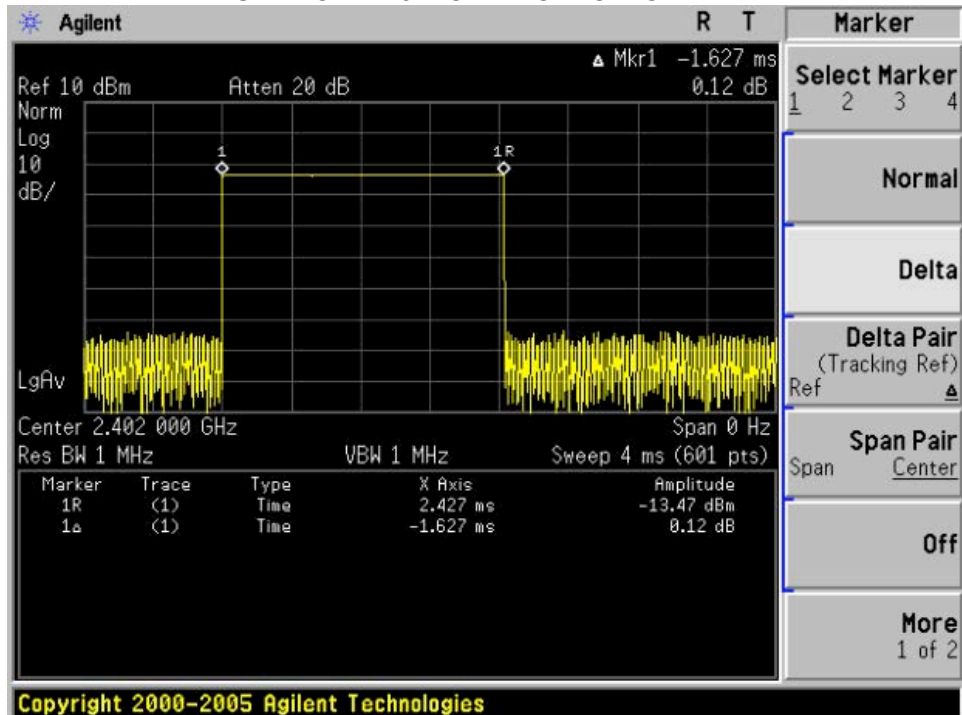 Agilent R T
Marker
Δ Mkr1 -1.627 ms
Ref 10 dBm Atten 20 dB 0.12 dB
Norm
Log
10
dB/
1 1R
LgAv
Center 2.402 000 GHz Span 0 Hz
Res BW 1 MHz VBW 1 MHz Sweep 4 ms (601 pts)
Marker Trace Type X Axis Amplitude
1R (1) Time 2.427 ms -13.47 dBm
1Δ (1) Time -1.627 ms 0.12 dB
Select Marker
1 2 3 4
Normal
Delta
Delta Pair
(Tracking Ref)
Ref Δ
Span Pair
Span Center
Off
More
1 of 2
Copyright 2000-2005 Agilent Technologies